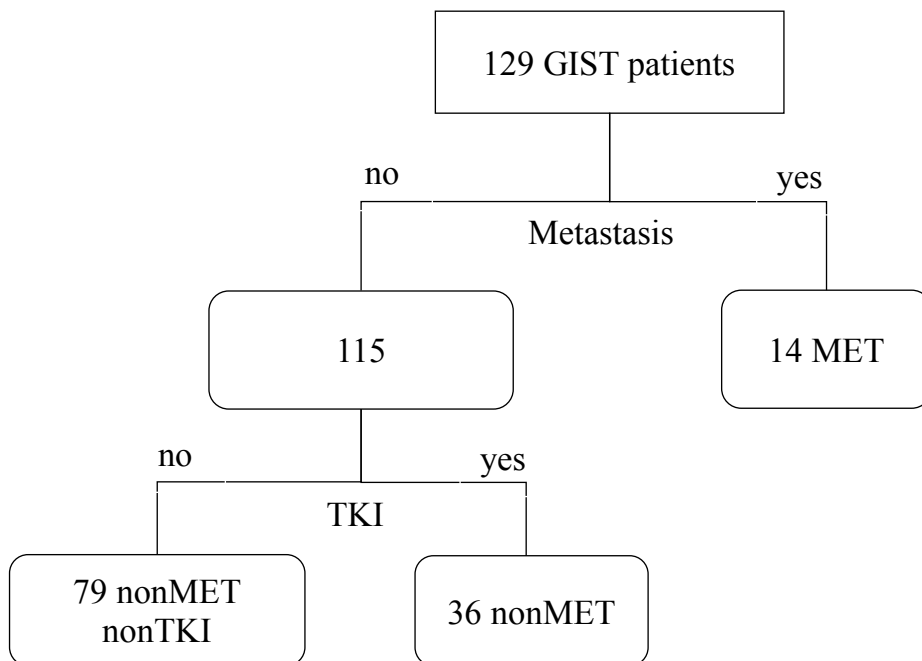 129 GIST patients
no
yes
Metastasis
115
14 MET
no
yes
TKI
79 nonMET
nonTKI
36 nonMET